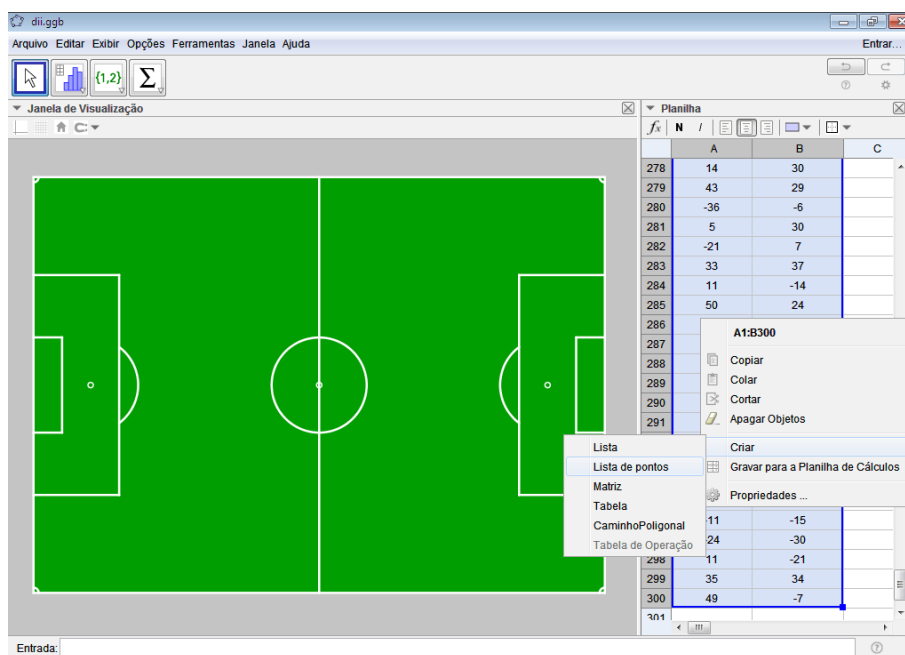 dii.ggb
Arquivo Editar Exibir Opções Ferramentas Janela Ajuda Entrar...
{1,2} Σ
Janela de Visualização
Planilha
fx N I
A B C
278 14 30
279 43 29
280 -36 -6
281 5 30
282 -21 7
283 33 37
284 11 -14
285 50 24
286
287
288
289
290
291
A1:B300
Copiar
Colar
Cortar
Apagar Objetos
Criar
Gravar para a Planilha de Cálculos
Propriedades ...
Lista
Lista de pontos
Matriz
Tabela
CaminhoPoligonal
Tabela de Operação
-15
-30
298 11 -21
299 35 34
300 49 -7
301
Entrada: